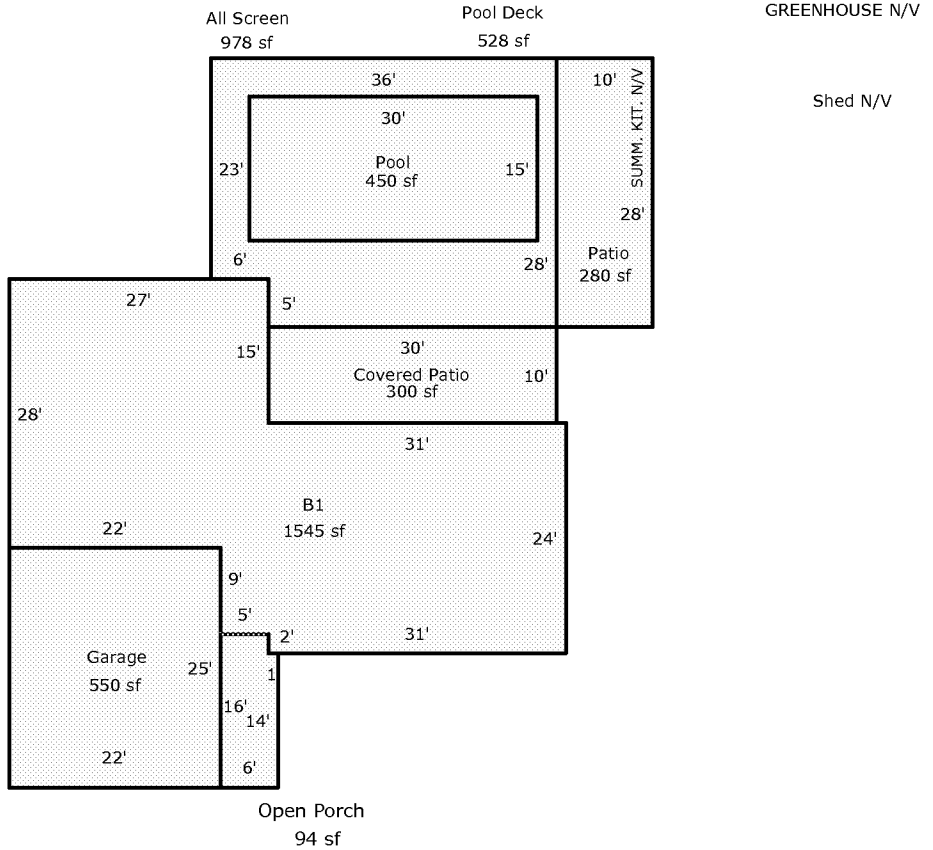 All Screen
978 sf
Pool Deck
528 sf
GREENHOUSE N/V
Shed N/V
36'
10'
SUMM. KIT. N/V
30'
23'
Pool
450 sf
15'
28'
Patio
280 sf
6'
28'
27'
5'
15'
30'
Covered Patio
300 sf
10'
28'
31'
B1
1545 sf
22'
24'
9'
5'
2'
31'
Garage
550 sf
25'
1
16'
14'
22'
6'
Open Porch
94 sf